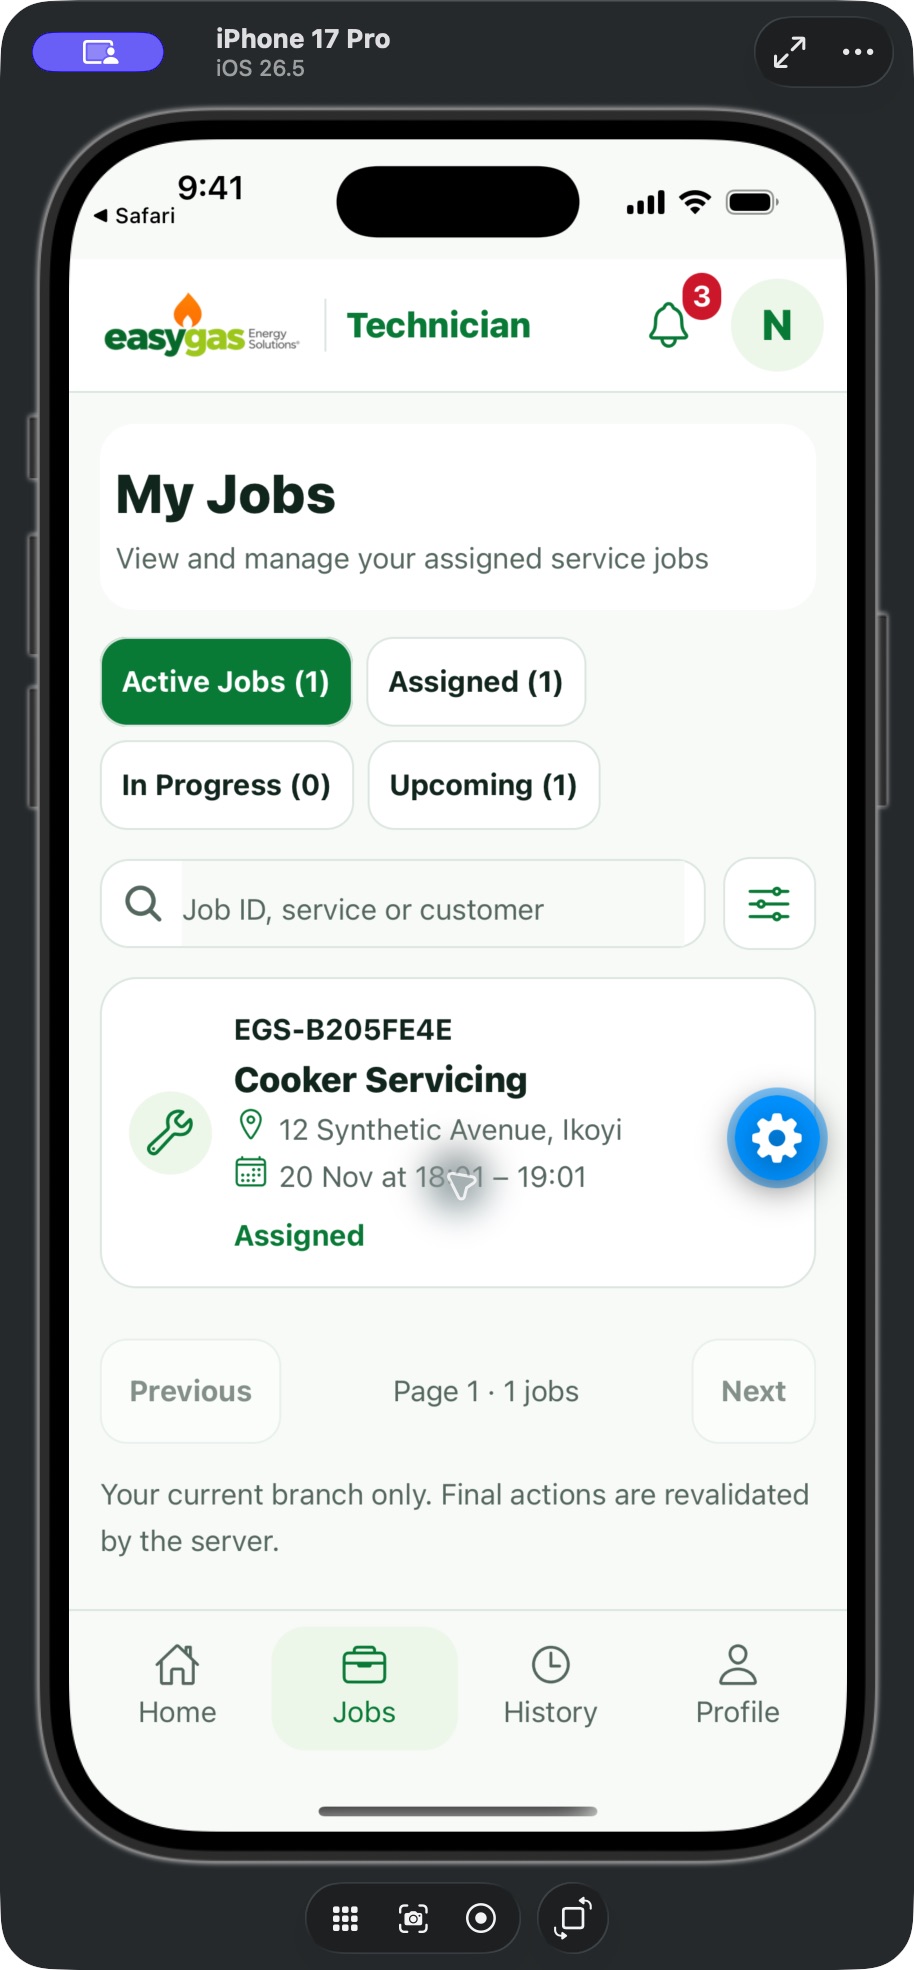 iPhone 17 Pro
iOS 26.5
9:41
◀ Safari
easygas Energy Solutions®
Technician
3
N
My Jobs
View and manage your assigned service jobs
Active Jobs (1)
Assigned (1)
In Progress (0)
Upcoming (1)
Job ID, service or customer
EGS-B205FE4E
Cooker Servicing
12 Synthetic Avenue, Ikoyi
20 Nov at 18:01 – 19:01
Assigned
Previous
Page 1 · 1 jobs
Next
Your current branch only. Final actions are revalidated
by the server.
Home
Jobs
History
Profile